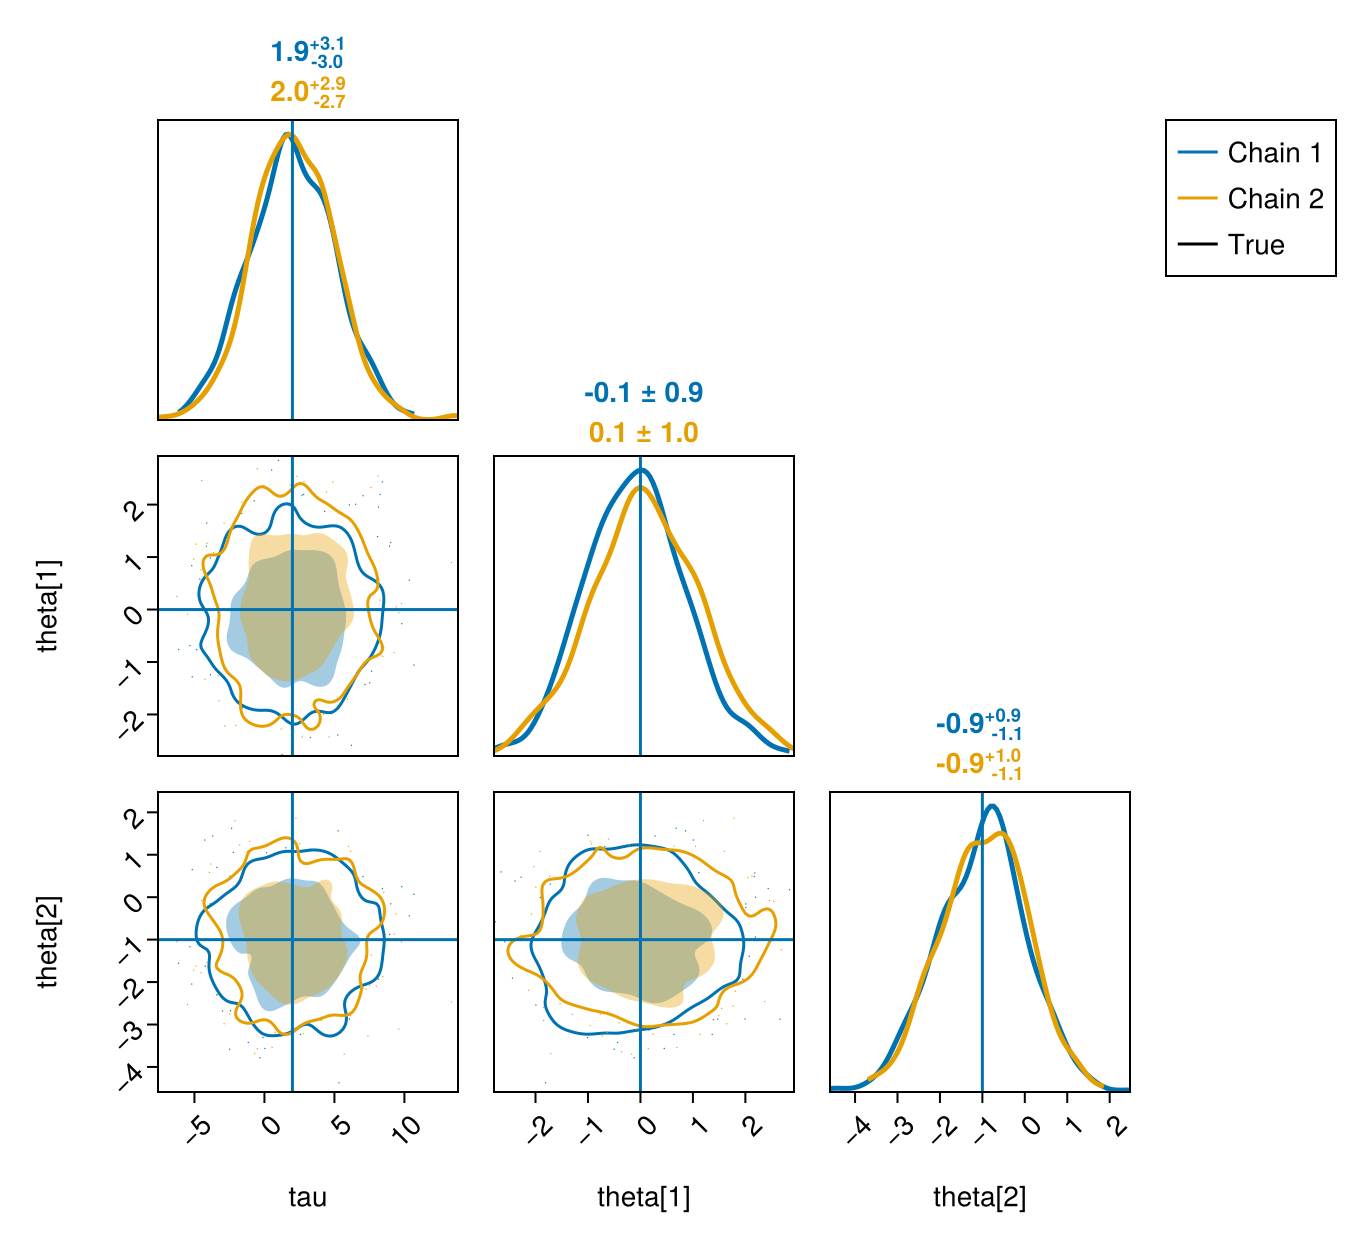 1.9+3.1-3.0
2.0+2.9-2.7
Chain 1
Chain 2
True
-0.1 ± 0.9
0.1 ± 1.0
theta[1]
2
1
0
−1
−2
-0.9+0.9-1.1
-0.9+1.0-1.1
theta[2]
2
1
0
−1
−2
−3
−4
−5 0 5 10
−2 −1 0 1 2
−4 −3 −2 −1 0 1 2
tau
theta[1]
theta[2]